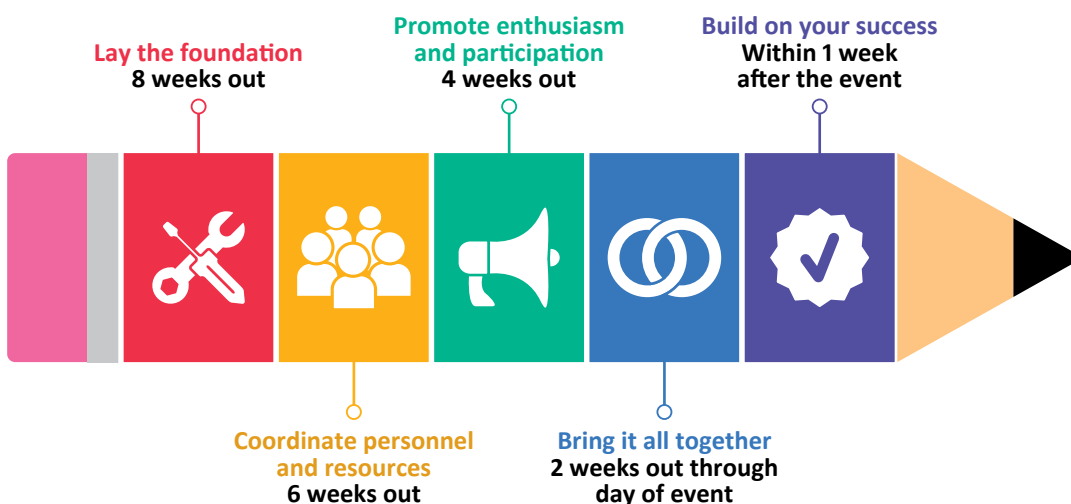 Lay the foundation
8 weeks out
Coordinate personnel
and resources
6 weeks out
Promote enthusiasm
and participation
4 weeks out
Bring it all together
2 weeks out through
day of event
Build on your success
Within 1 week
after the event